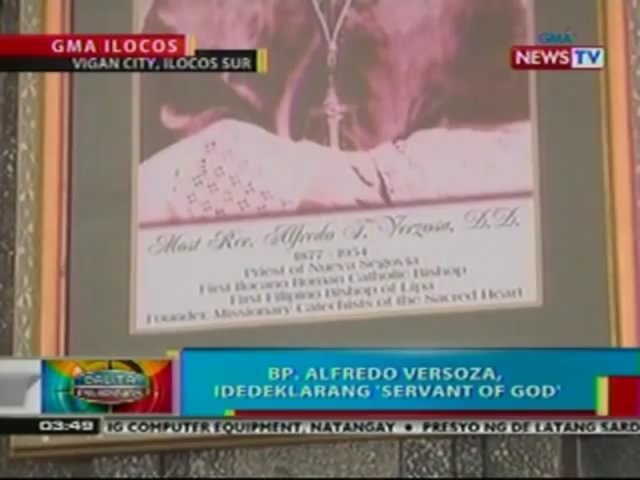 GMA ILOCOS
VIGAN CITY, ILOCOS SUR
GMA
NEWS TV
Most Rev. Alfredo F. Verzosa, D.D.
1877 - 1954
Priest of Nueva Segovia
First Ilocano Roman Catholic Bishop
First Filipino Bishop of Lipa
Founder, Missionary Catechists of the Sacred Heart
BP. ALFREDO VERSOZA,
IDEDEKLARANG 'SERVANT OF GOD'
BALITA
PILIPINAS
03:49 IG COMPUTER EQUIPMENT, NATANGAY • PRESYO NG DE LATANG SARD